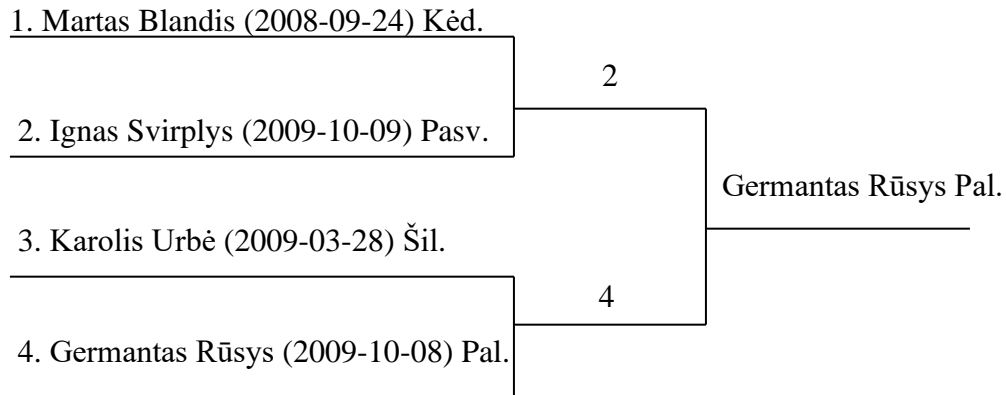 1. Martas Blandis (2008-09-24) Kėd.
2
2. Ignas Svirplys (2009-10-09) Pasv.
Germantas Rūsys Pal.
3. Karolis Urbė (2009-03-28) Šil.
4
4. Germantas Rūsys (2009-10-08) Pal.